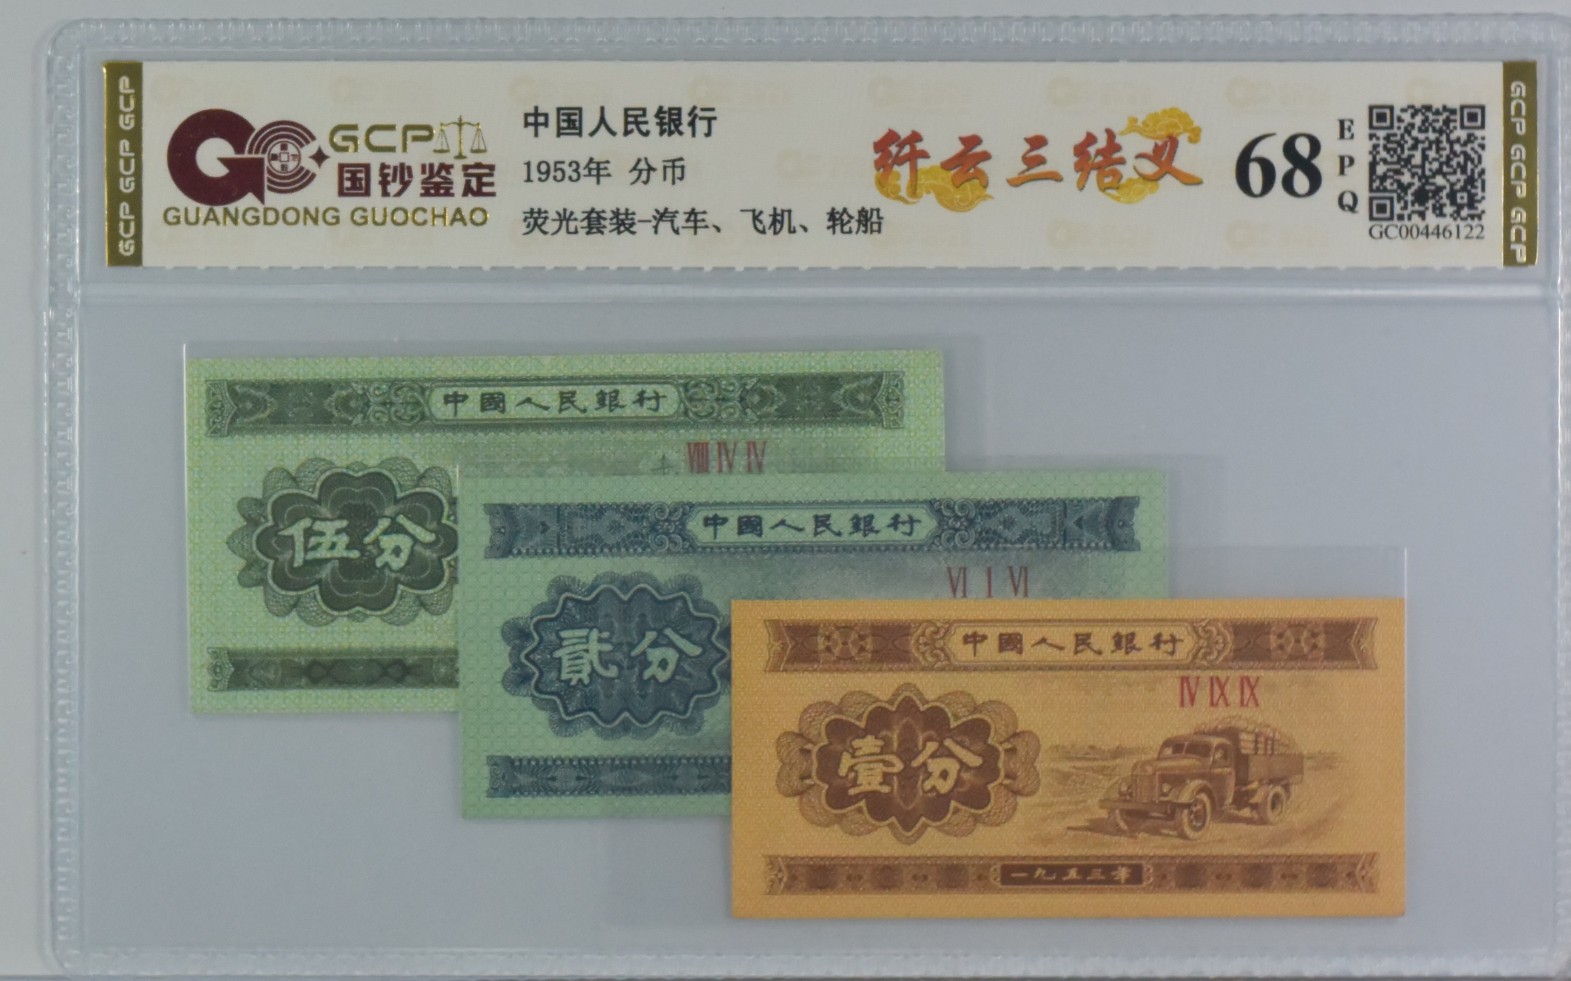 GCP GCP GCP
GCP
国钞鉴定
GUANGDONG GUOCHAO
中国人民银行
1953年 分币
荧光套装-汽车、飞机、轮船
纤云三结义
68
EPQ
GC00446122
GCP GCP GCP
中國人民銀行
VIII IV IV
伍分
中國人民銀行
VI I VI
貳分
中國人民銀行
IV IX IX
壹分
一九五三年